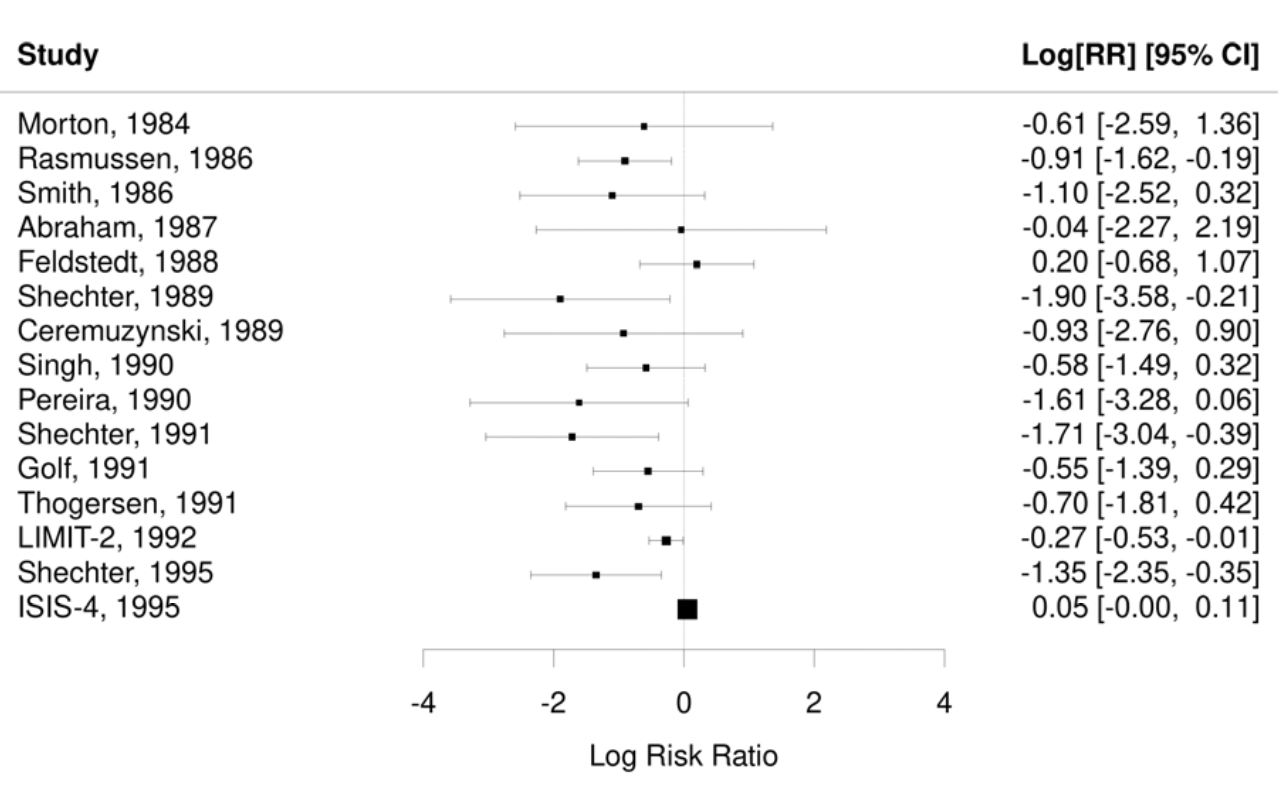 Study Log[RR] [95% CI]
Morton, 1984 -0.61 [-2.59, 1.36]
Rasmussen, 1986 -0.91 [-1.62, -0.19]
Smith, 1986 -1.10 [-2.52, 0.32]
Abraham, 1987 -0.04 [-2.27, 2.19]
Feldstedt, 1988 0.20 [-0.68, 1.07]
Shechter, 1989 -1.90 [-3.58, -0.21]
Ceremuzynski, 1989 -0.93 [-2.76, 0.90]
Singh, 1990 -0.58 [-1.49, 0.32]
Pereira, 1990 -1.61 [-3.28, 0.06]
Shechter, 1991 -1.71 [-3.04, -0.39]
Golf, 1991 -0.55 [-1.39, 0.29]
Thogersen, 1991 -0.70 [-1.81, 0.42]
LIMIT-2, 1992 -0.27 [-0.53, -0.01]
Shechter, 1995 -1.35 [-2.35, -0.35]
ISIS-4, 1995 0.05 [-0.00, 0.11]
-4 -2 0 2 4
Log Risk Ratio